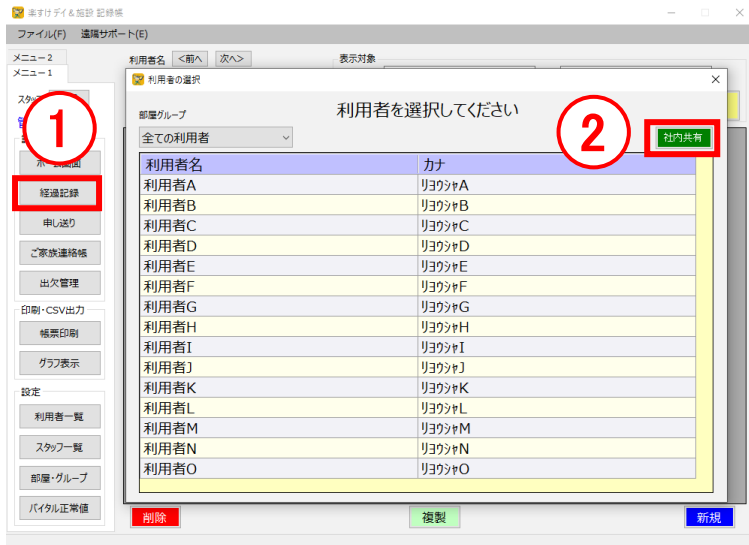 楽すけデイ&施設 記録帳
ファイル(F) 遠隔サポート(E)
メニュー2
メニュー1
利用者名 <前へ 次へ> 表示対象
利用者の選択
部屋グループ
利用者を選択してください
全ての利用者
社内共有
① ②
利用者名 カナ
利用者A リヨウシャA
利用者B リヨウシャB
利用者C リヨウシャC
利用者D リヨウシャD
利用者E リヨウシャE
利用者F リヨウシャF
利用者G リヨウシャG
利用者H リヨウシャH
利用者I リヨウシャI
利用者J リヨウシャJ
利用者K リヨウシャK
利用者L リヨウシャL
利用者M リヨウシャM
利用者N リヨウシャN
利用者O リヨウシャO
経過記録
申し送り
ご家族連絡帳
出欠管理
印刷・CSV出力
帳票印刷
グラフ表示
設定
利用者一覧
スタッフ一覧
部屋・グループ
バイタル正常値
削除 複製 新規